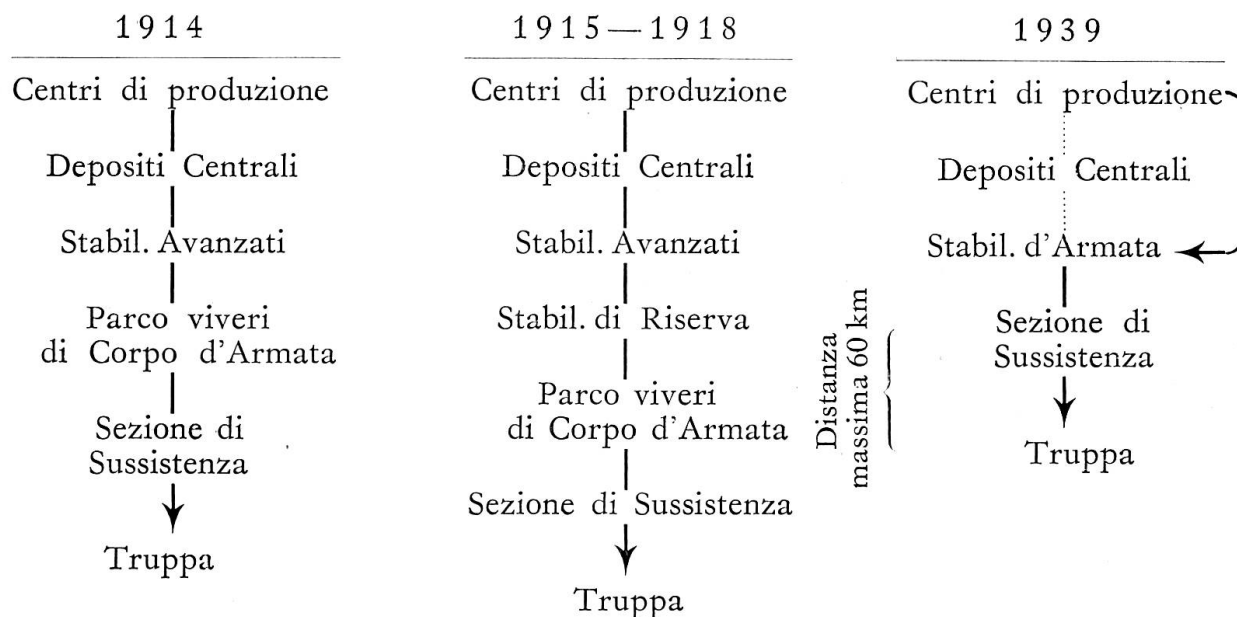 1914
Centri di produzione
Depositi Centrali
Stabil. Avanzati
Parco viveri
di Corpo d'Armata
Sezione di
Sussistenza
Truppa
1915—1918
Centri di produzione
Depositi Centrali
Stabil. Avanzati
Stabil. di Riserva
Parco viveri
di Corpo d'Armata
Sezione di Sussistenza
Truppa
1939
Centri di produzione
Depositi Centrali
Stabil. d'Armata
Distanza
massima 60 km
Sezione di
Sussistenza
Truppa